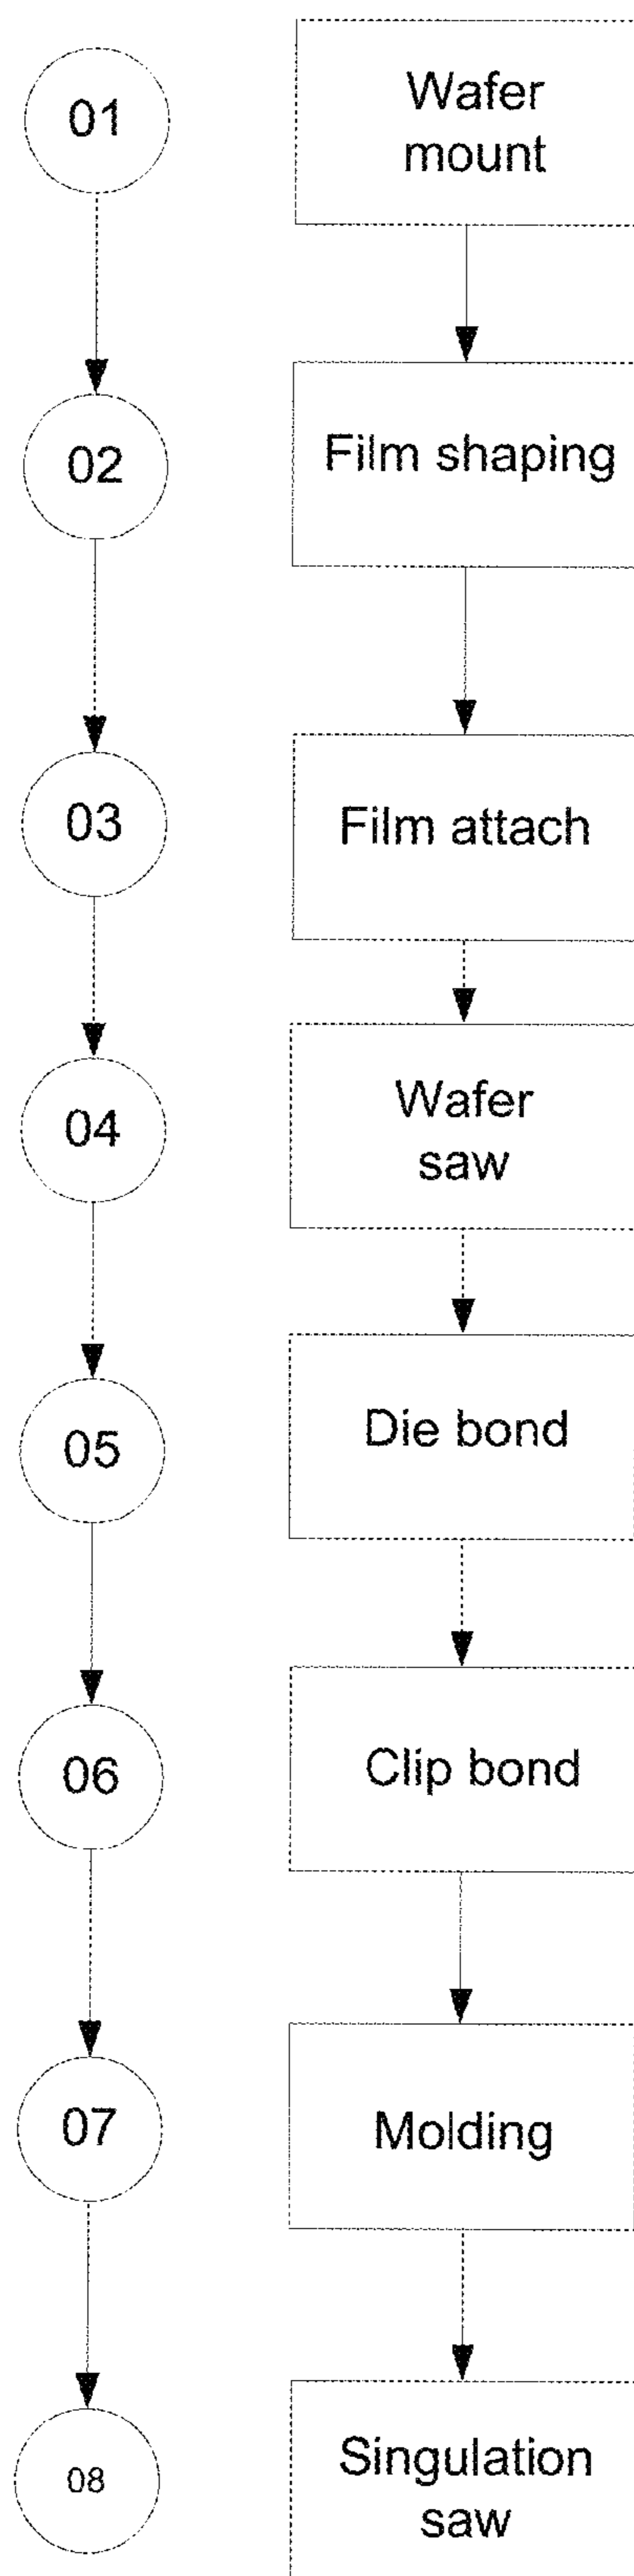 01
Wafer
mount
02
Film shaping
03
Film attach
04
Wafer
saw
05
Die bond
06
Clip bond
07
Molding
08
Singulation
saw